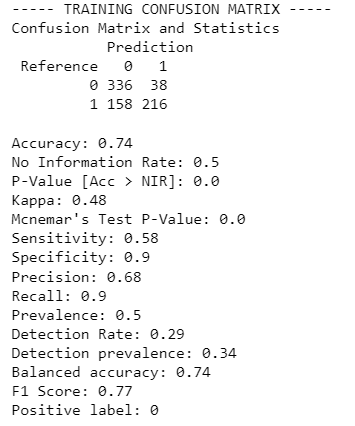 ----- TRAINING CONFUSION MATRIX -----
Confusion Matrix and Statistics
Prediction
Reference 0 1
0 336 38
1 158 216
Accuracy: 0.74
No Information Rate: 0.5
P-Value [Acc > NIR]: 0.0
Kappa: 0.48
Mcnemar's Test P-Value: 0.0
Sensitivity: 0.58
Specificity: 0.9
Precision: 0.68
Recall: 0.9
Prevalence: 0.5
Detection Rate: 0.29
Detection prevalence: 0.34
Balanced accuracy: 0.74
F1 Score: 0.77
Positive label: 0